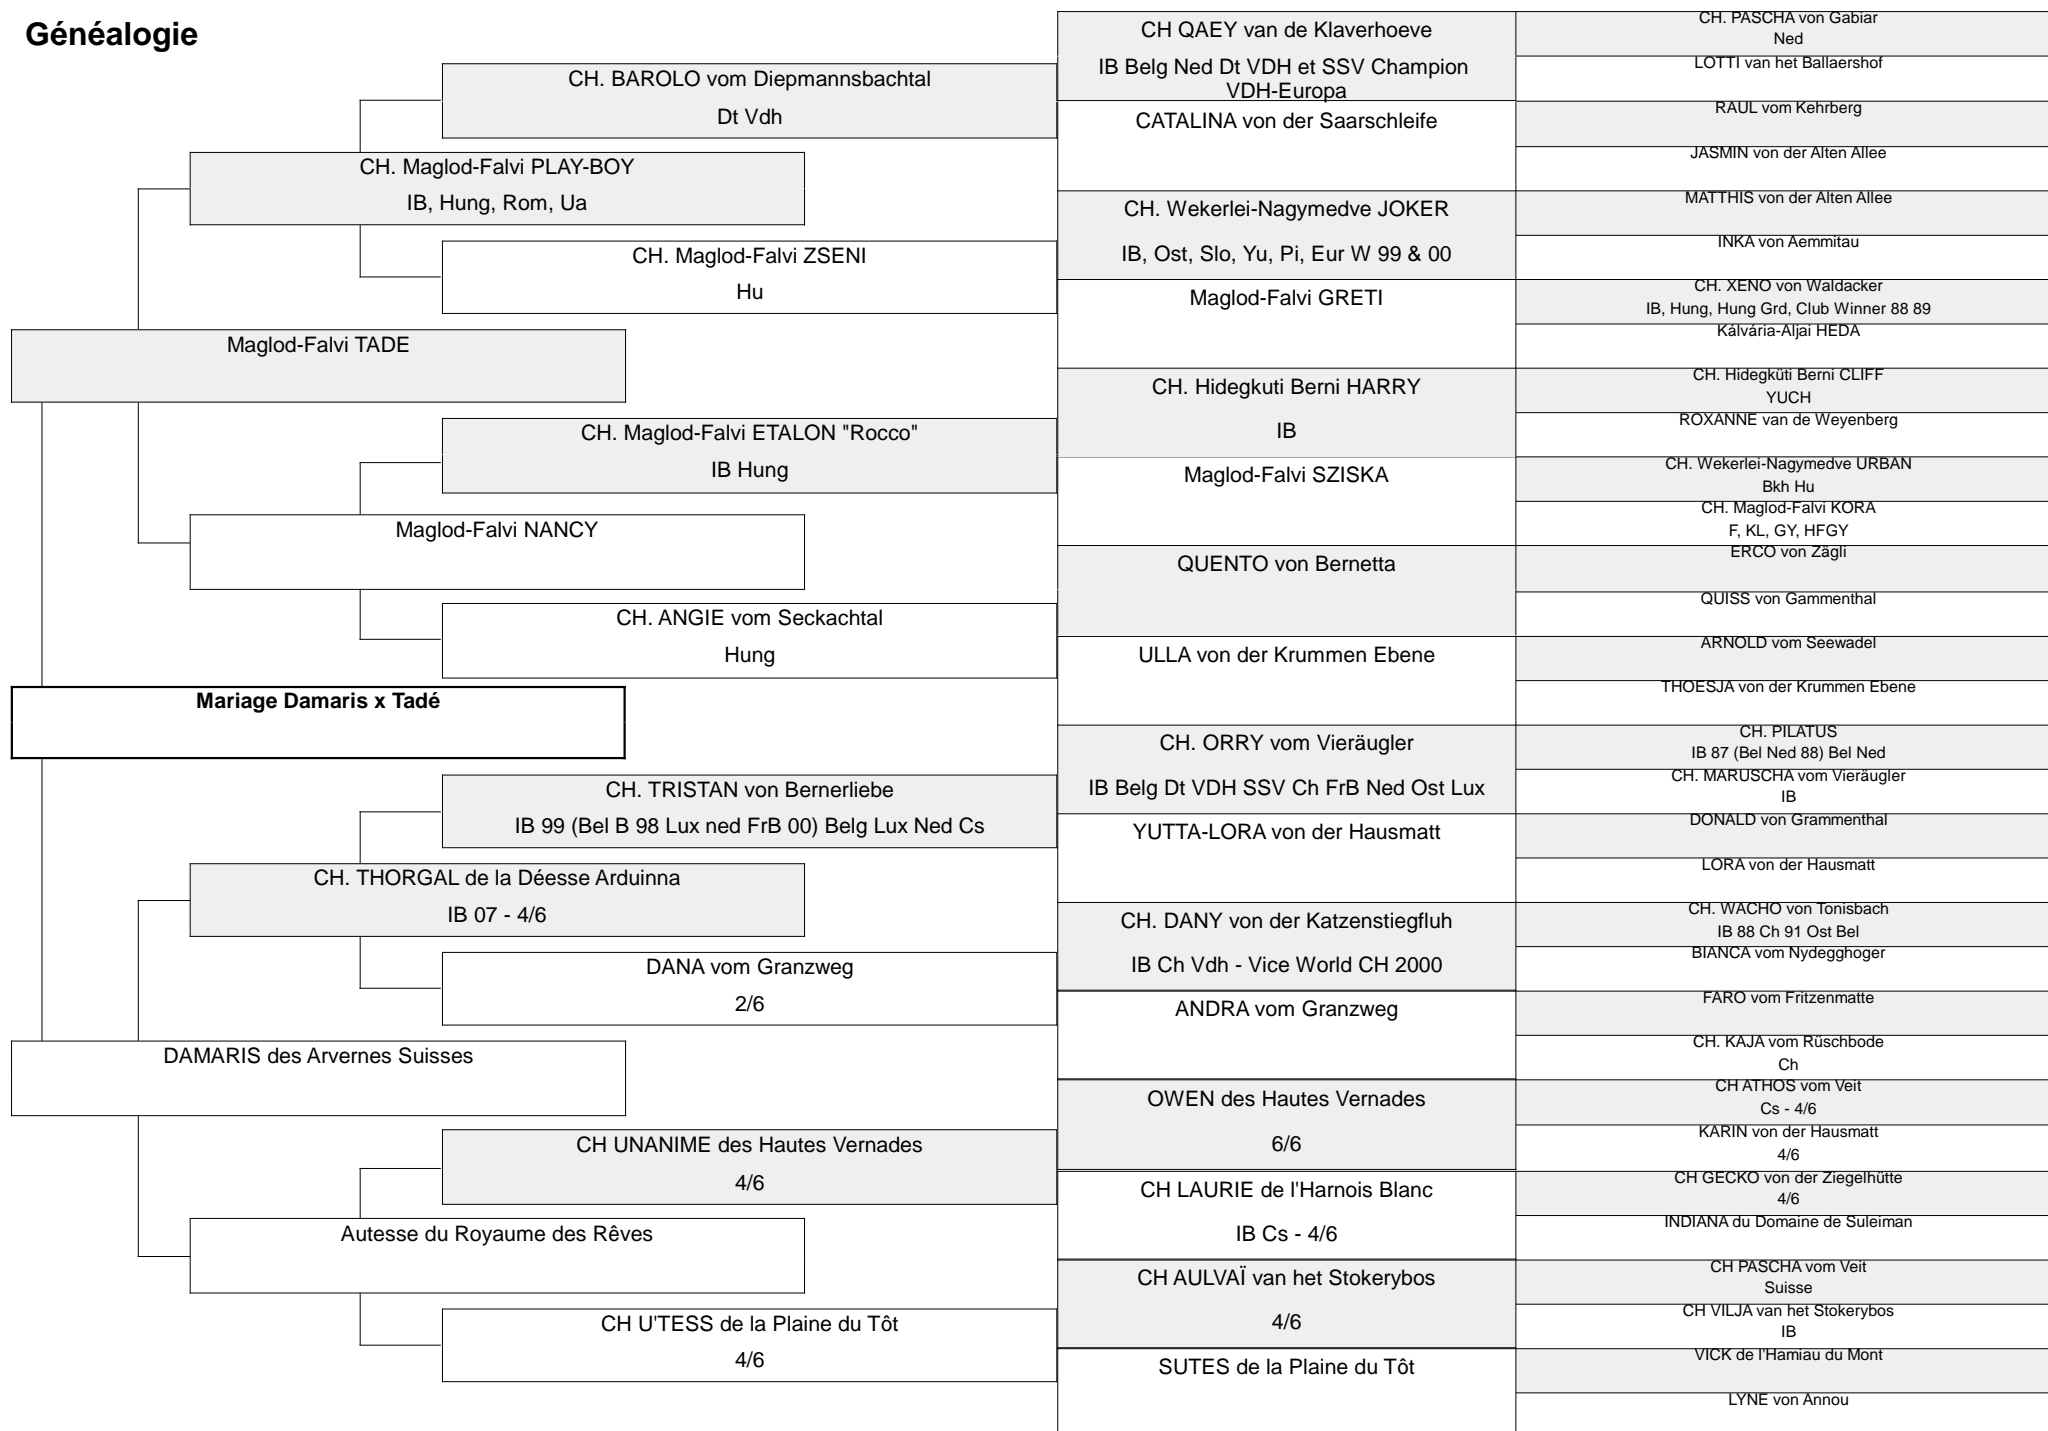 Généalogie
Maglod-Falvi TADE
Mariage Damaris x Tadé
DAMARIS des Arvernes Suisses
CH. Maglod-Falvi PLAY-BOY
IB, Hung, Rom, Ua
Maglod-Falvi NANCY
CH. THORGAL de la Déesse Arduinna
IB 07 - 4/6
Autesse du Royaume des Rêves
CH. BAROLO vom Diepmannsbachtal
Dt Vdh
CH. Maglod-Falvi ZSENI
Hu
CH. Maglod-Falvi ETALON "Rocco"
IB Hung
CH. ANGIE vom Seckachtal
Hung
CH. TRISTAN von Bernerliebe
IB 99 (Bel B 98 Lux ned FrB 00) Belg Lux Ned Cs
DANA vom Granzweg
2/6
CH UNANIME des Hautes Vernades
4/6
CH U'TESS de la Plaine du Tôt
4/6
CH QAEY van de Klaverhoeve
IB Belg Ned Dt VDH et SSV Champion
VDH-Europa
CATALINA von der Saarschleife
CH. Wekerlei-Nagymedve JOKER
IB, Ost, Slo, Yu, Pi, Eur W 99 & 00
Maglod-Falvi GRETI
CH. Hidegkuti Berni HARRY
IB
Maglod-Falvi SZISKA
QUENTO von Bernetta
ULLA von der Krummen Ebene
CH. ORRY vom Vieräugler
IB Belg Dt VDH SSV Ch FrB Ned Ost Lux
YUTTA-LORA von der Hausmatt
CH. DANY von der Katzenstiegfluh
IB Ch Vdh - Vice World CH 2000
ANDRA vom Granzweg
OWEN des Hautes Vernades
6/6
CH LAURIE de l'Harnois Blanc
IB Cs - 4/6
CH AULVAÏ van het Stokerybos
4/6
SUTES de la Plaine du Tôt
CH. PASCHA von Gabiar
Ned
LOTTI van het Ballaershof
RAUL vom Kehrberg
JASMIN von der Alten Allee
MATTHIS von der Alten Allee
INKA von Aemmitau
CH. XENO von Waldacker
IB, Hung, Hung Grd, Club Winner 88 89
Kálvária-Aljai HEDA
CH. Hidegküti Berni CLIFF
YUCH
ROXANNE van de Weyenberg
CH. Wekerlei-Nagymedve URBAN
Bkh Hu
CH. Maglod-Falvi KORA
F, KL, GY, HFGY
ERCO von Zägli
QUISS von Gammenthal
ARNOLD vom Seewadel
THOESJA von der Krummen Ebene
CH. PILATUS
IB 87 (Bel Ned 88) Bel Ned
CH. MARUSCHA vom Vieräugler
IB
DONALD von Grammenthal
LORA von der Hausmatt
CH. WACHO von Tonisbach
IB 88 Ch 91 Ost Bel
BIANCA vom Nydegghoger
FARO vom Fritzenmatte
CH. KAJA vom Rüschbode
Ch
CH ATHOS vom Veit
Cs - 4/6
KARIN von der Hausmatt
4/6
CH GECKO von der Ziegelhütte
4/6
INDIANA du Domaine de Suleiman
CH PASCHA vom Veit
Suisse
CH VILJA van het Stokerybos
IB
VICK de l'Hamiau du Mont
LYNE von Annou